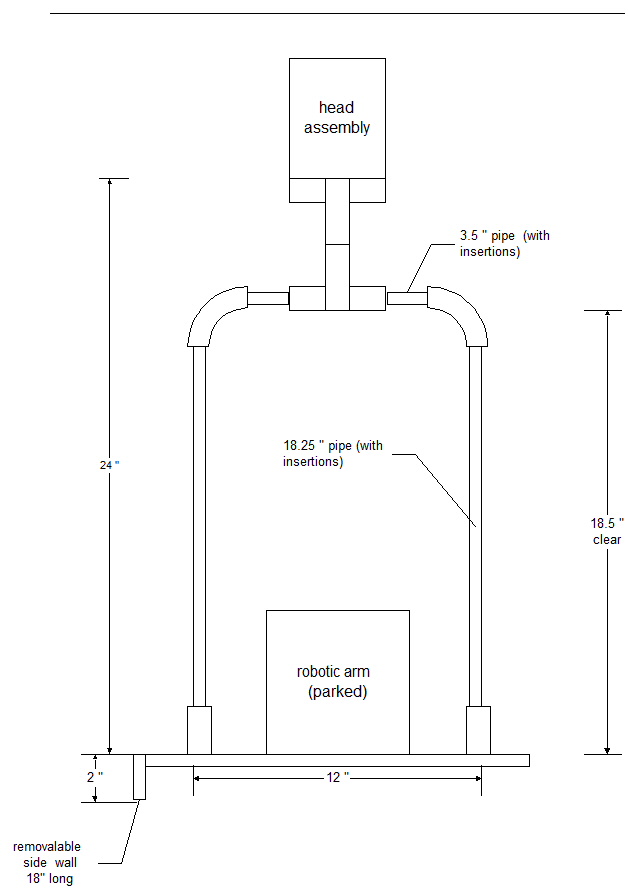 head
assembly
3.5 " pipe (with
insertions)
18.25 " pipe (with
insertions)
24 "
18.5 "
clear
robotic arm
(parked)
2 "
12 "
removalable
side wall
18" long